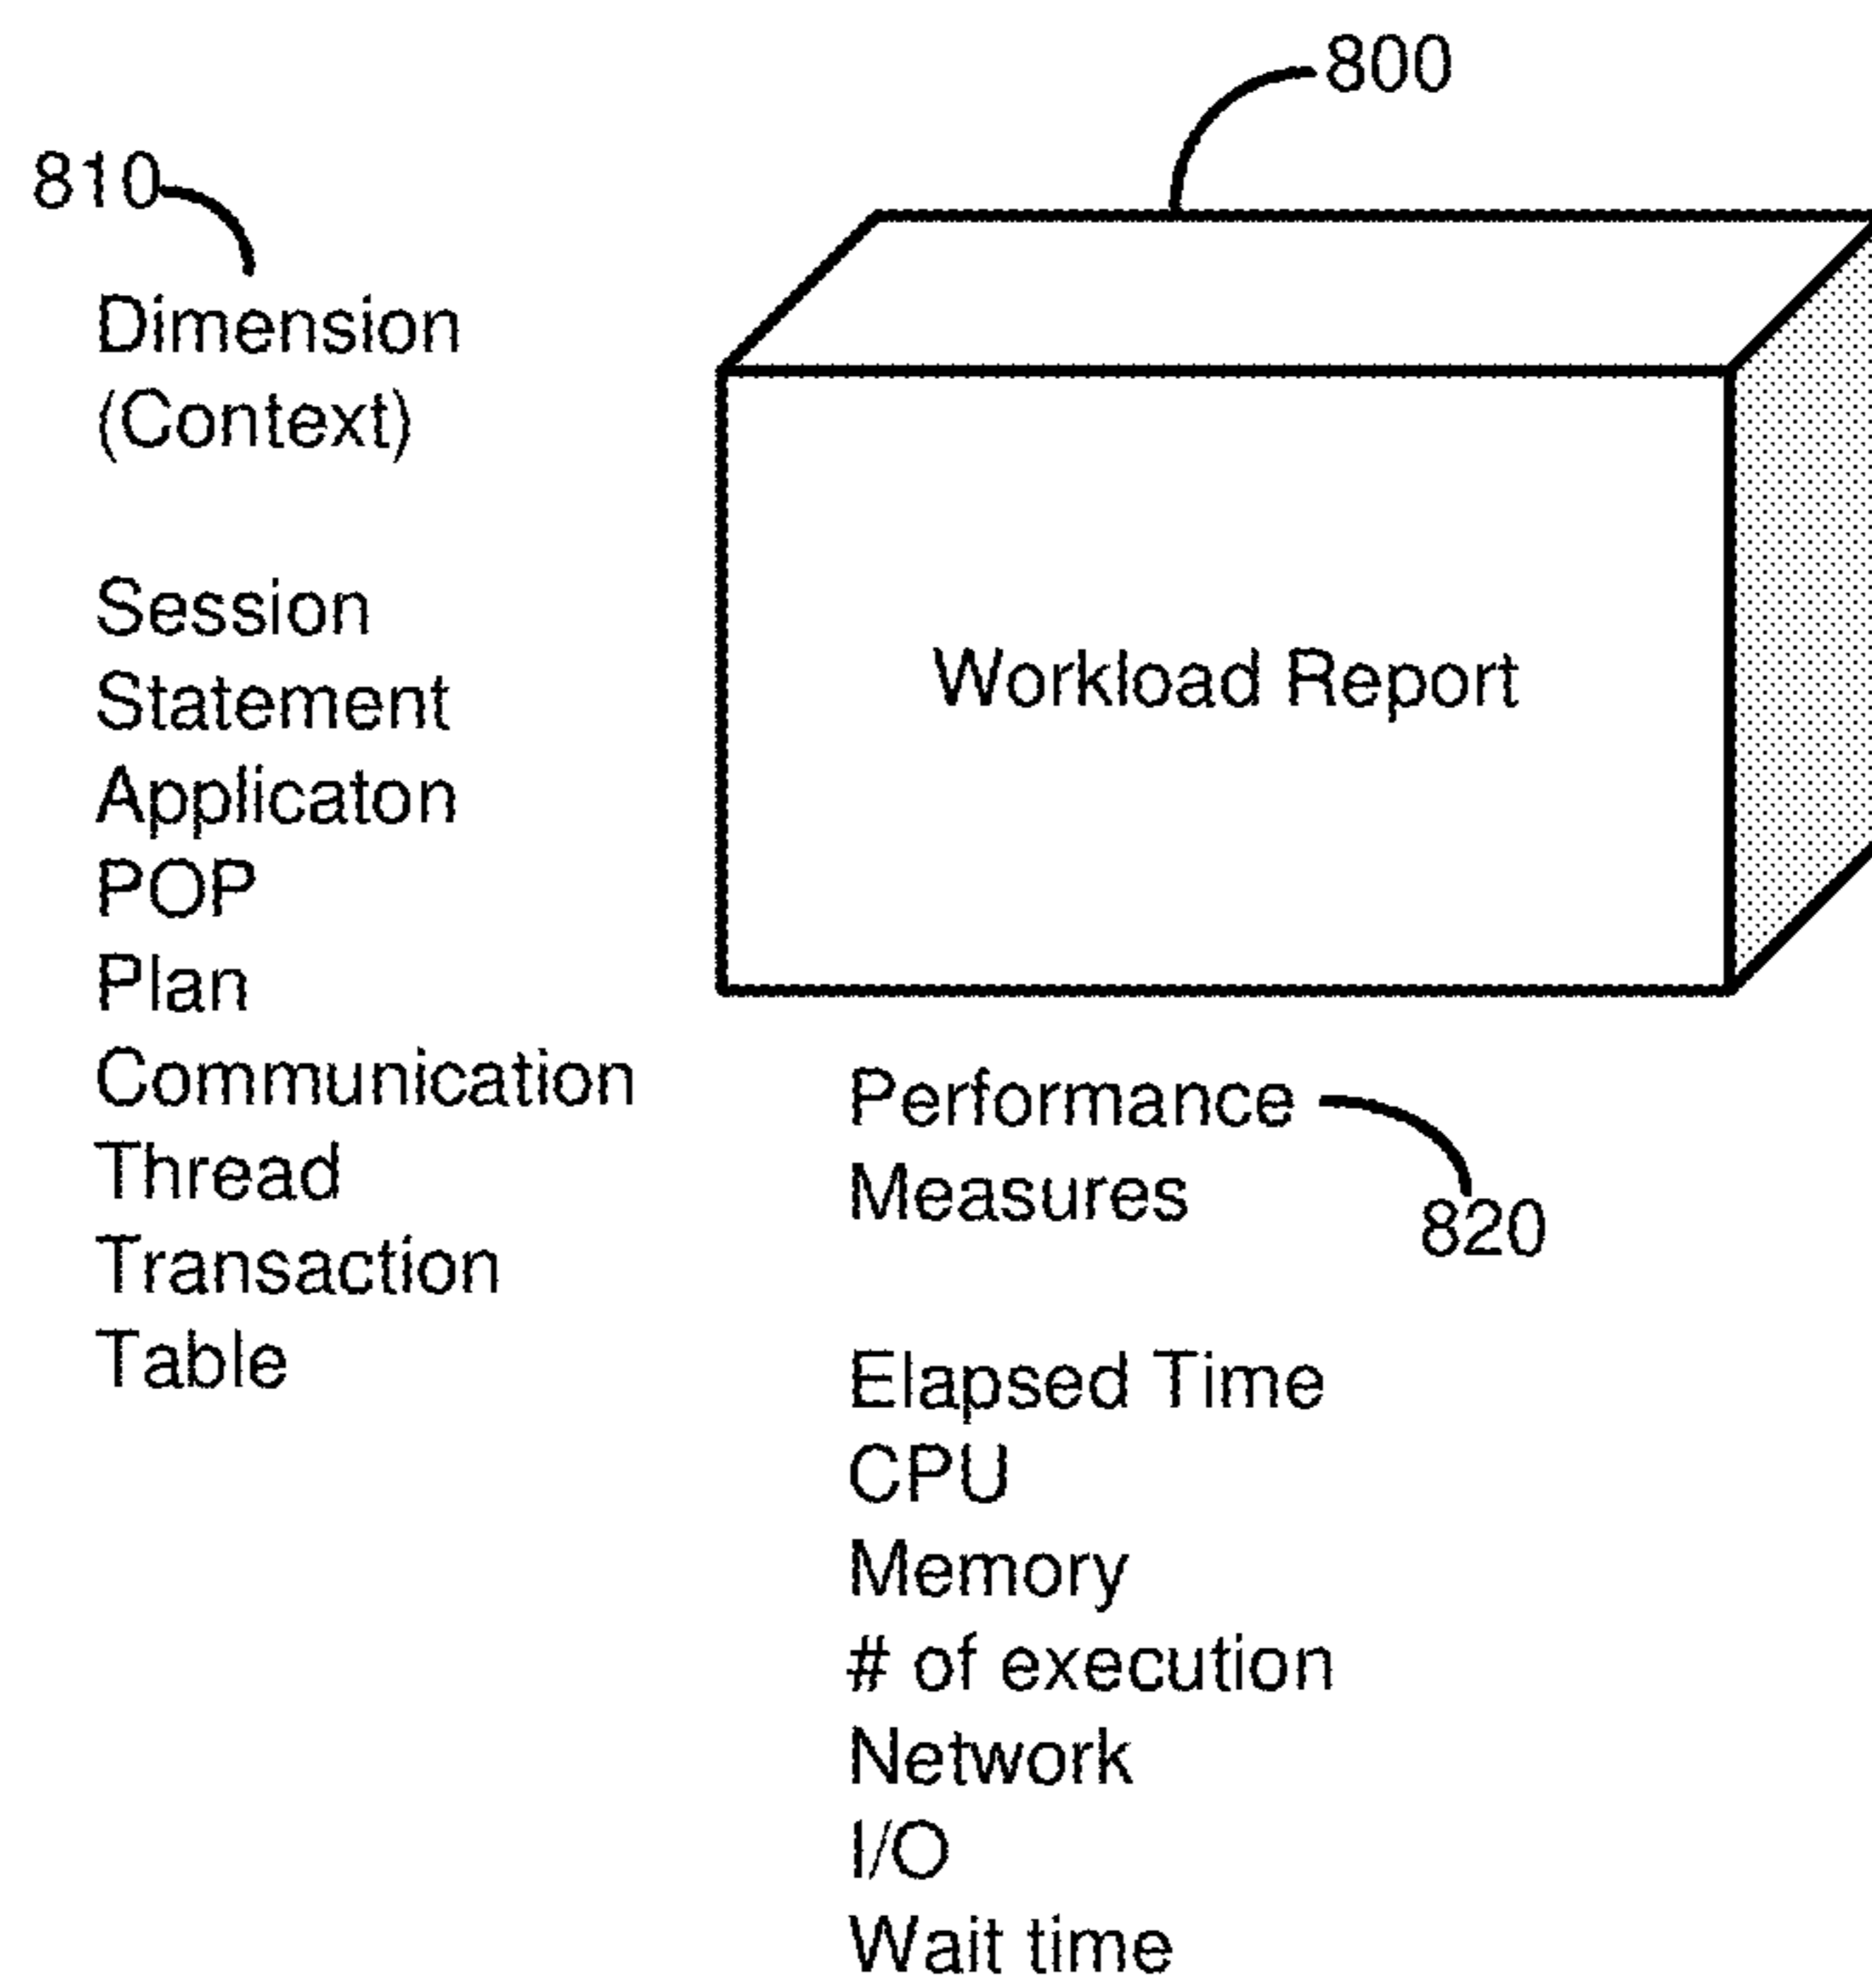 800
810
Dimension
(Context)
Session
Statement
Applicaton
POP
Plan
Communication
Thread
Transaction
Table
Workload Report
Performance
Measures
820
Elapsed Time
CPU
Memory
# of execution
Network
I/O
Wait time